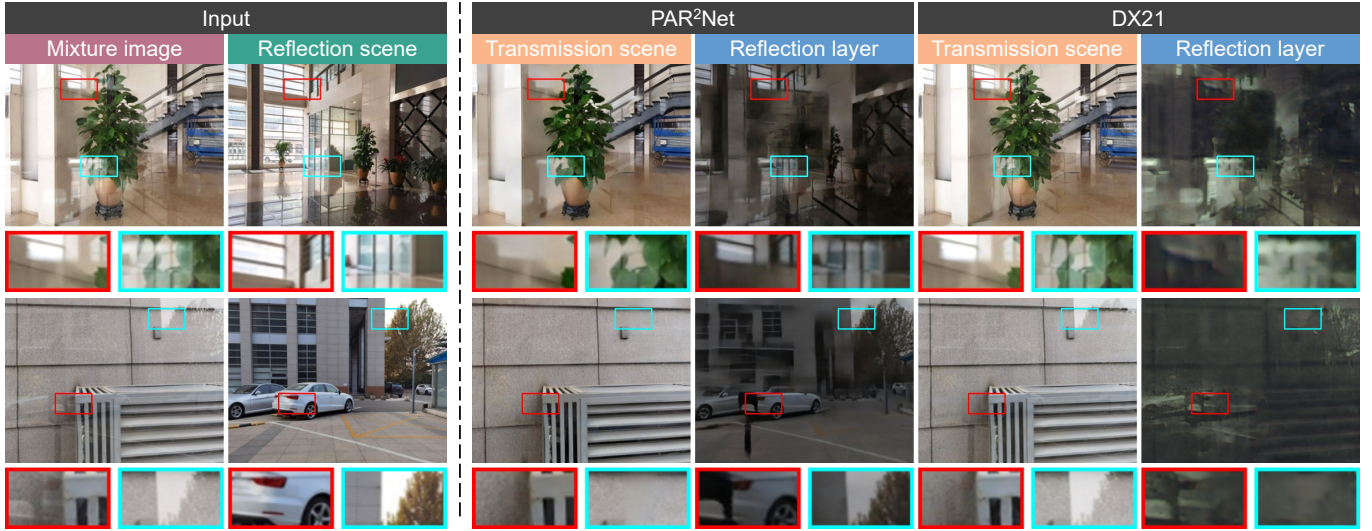 Input
PAR²Net
DX21
Mixture image
Reflection scene
Transmission scene
Reflection layer
Transmission scene
Reflection layer